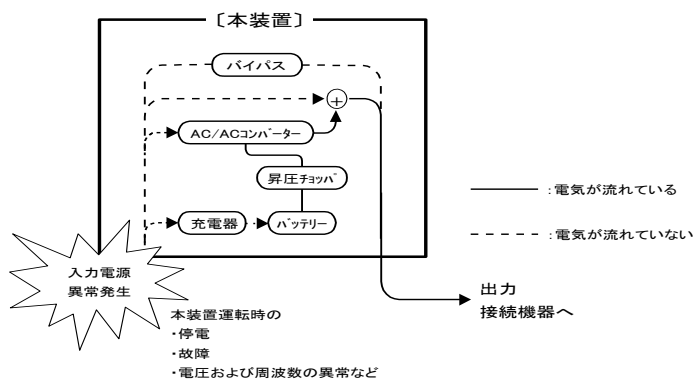 〔本装置〕
バイパス
+
AC/ACコンバーター
昇圧チョッパ
充電器
バッテリー
入力電源
異常発生
本装置運転時の
・停電
・故障
・電圧および周波数の異常など
:電気が流れている
:電気が流れていない
出力
接続機器へ